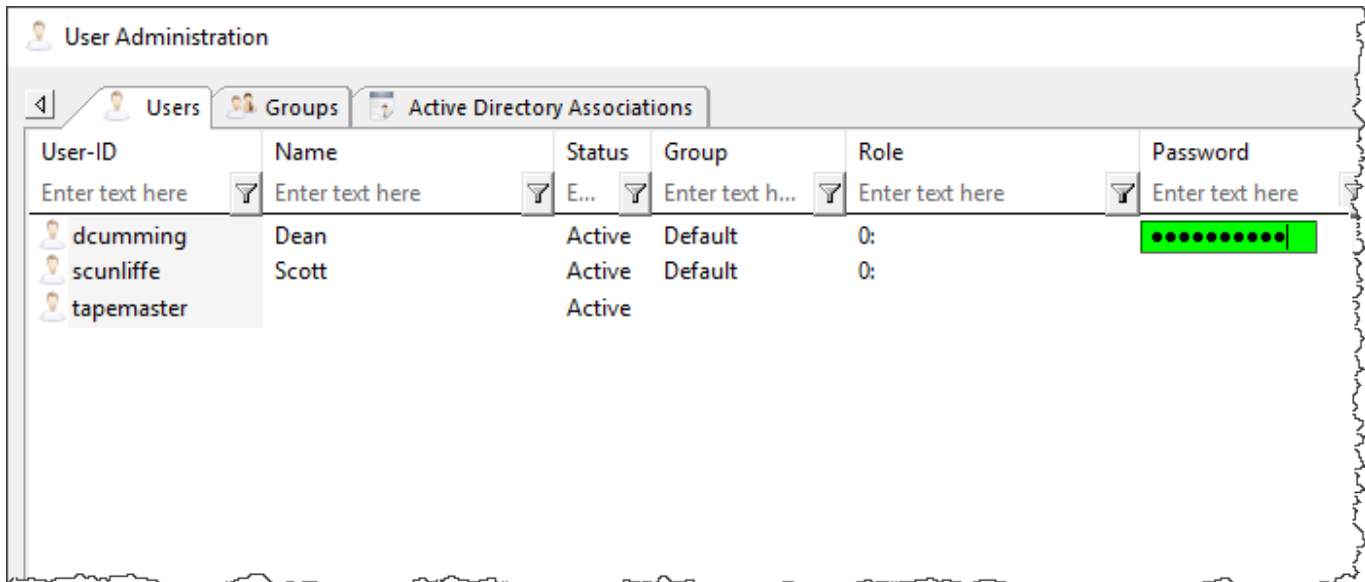 User Administration
Users Groups Active Directory Associations
User-ID Name Status Group Role Password
Enter text here Enter text here E... Enter text h... Enter text here Enter text here
dcumming Dean Active Default 0: ●●●●●●●●●●
scunliffe Scott Active Default 0:
tapemaster Active